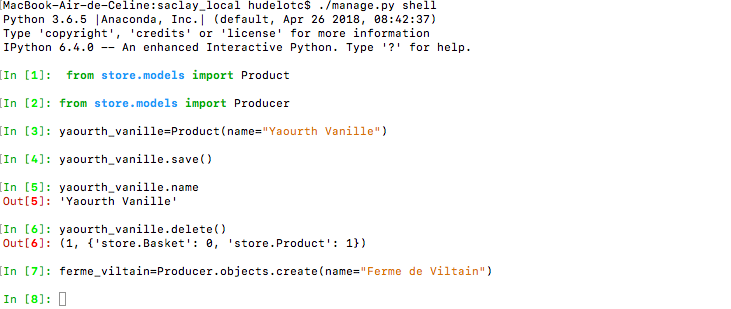 [MacBook-Air-de-Celine:saclay_local hudelotc$ ./manage.py shell
Python 3.6.5 |Anaconda, Inc.| (default, Apr 26 2018, 08:42:37)
Type 'copyright', 'credits' or 'license' for more information
IPython 6.4.0 -- An enhanced Interactive Python. Type '?' for help.
[In [1]:  from store.models import Product
[In [2]: from store.models import Producer
[In [3]: yaourth_vanille=Product(name="Yaourth Vanille")
[In [4]: yaourth_vanille.save()
[In [5]: yaourth_vanille.name
Out[5]: 'Yaourth Vanille'
[In [6]: yaourth_vanille.delete()
Out[6]: (1, {'store.Basket': 0, 'store.Product': 1})
[In [7]: ferme_viltain=Producer.objects.create(name="Ferme de Viltain")
In [8]: